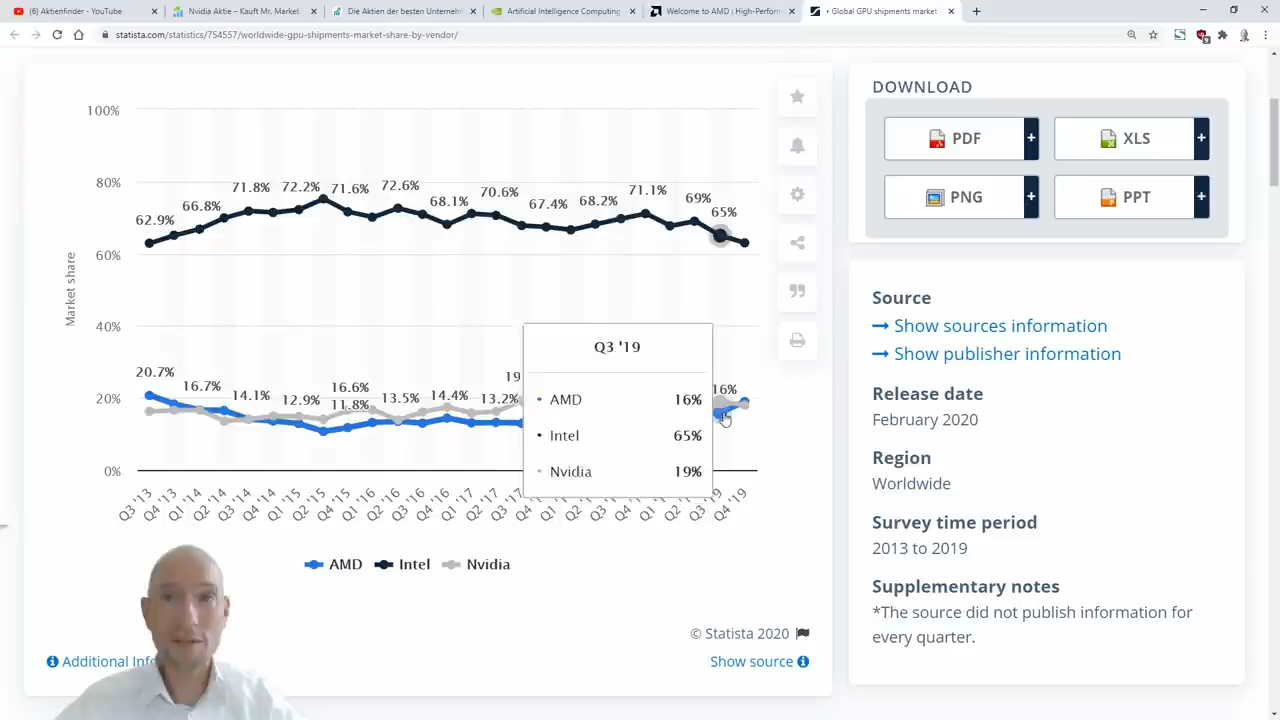 (6) Aktienfinder - YouTube
Nvidia Aktie – Kauft Mr. Market
Die Aktien der besten Unterneh
Artificial Intelligence Computing
Welcome to AMD | High-Perform
• Global GPU shipments market
statista.com/statistics/754557/worldwide-gpu-shipments-market-share-by-vendor/
100%
80%
60%
40%
20%
0%
Market share
62.9%
66.8%
71.8%
72.2%
71.6%
72.6%
68.1%
70.6%
67.4%
68.2%
71.1%
69%
65%
20.7%
16.7%
14.1%
12.9%
16.6%
11.8%
13.5%
14.4%
13.2%
19
16%
Q3 '19
AMD 16%
Intel 65%
Nvidia 19%
Q3 '13
Q4 '13
Q1 '14
Q2 '14
Q3 '14
Q4 '14
Q1 '15
Q2 '15
Q4 '15
Q1 '16
Q2 '16
Q3 '16
Q4 '16
Q1 '17
Q2 '17
Q3 '17
Q3 '19
Q4 '19
AMD Intel Nvidia
© Statista 2020
Additional Info
Show source
DOWNLOAD
PDF +
XLS +
PNG +
PPT +
Source
Show sources information
Show publisher information
Release date
February 2020
Region
Worldwide
Survey time period
2013 to 2019
Supplementary notes
*The source did not publish information for
every quarter.